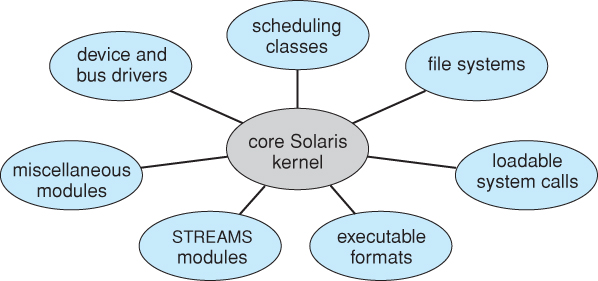 scheduling
classes
device and
bus drivers
file systems
core Solaris
kernel
miscellaneous
modules
loadable
system calls
STREAMS
modules
executable
formats